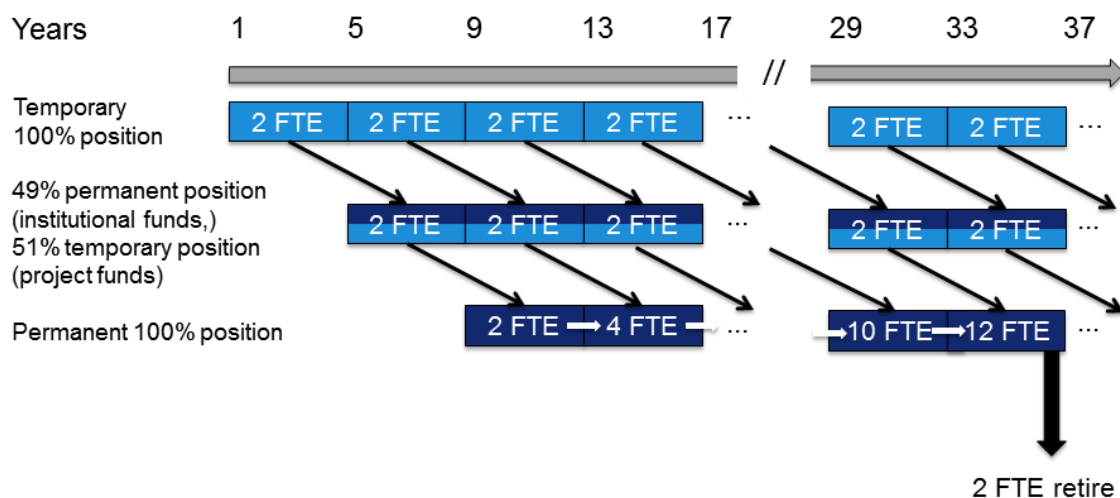 Years 1 5 9 13 17 29 33 37
//
Temporary
100% position
2 FTE 2 FTE 2 FTE 2 FTE ... 2 FTE 2 FTE ...
49% permanent position
(institutional funds,)
51% temporary position
(project funds)
2 FTE 2 FTE 2 FTE ... 2 FTE 2 FTE ...
Permanent 100% position
2 FTE 4 FTE ... 10 FTE 12 FTE ...
2 FTE retire